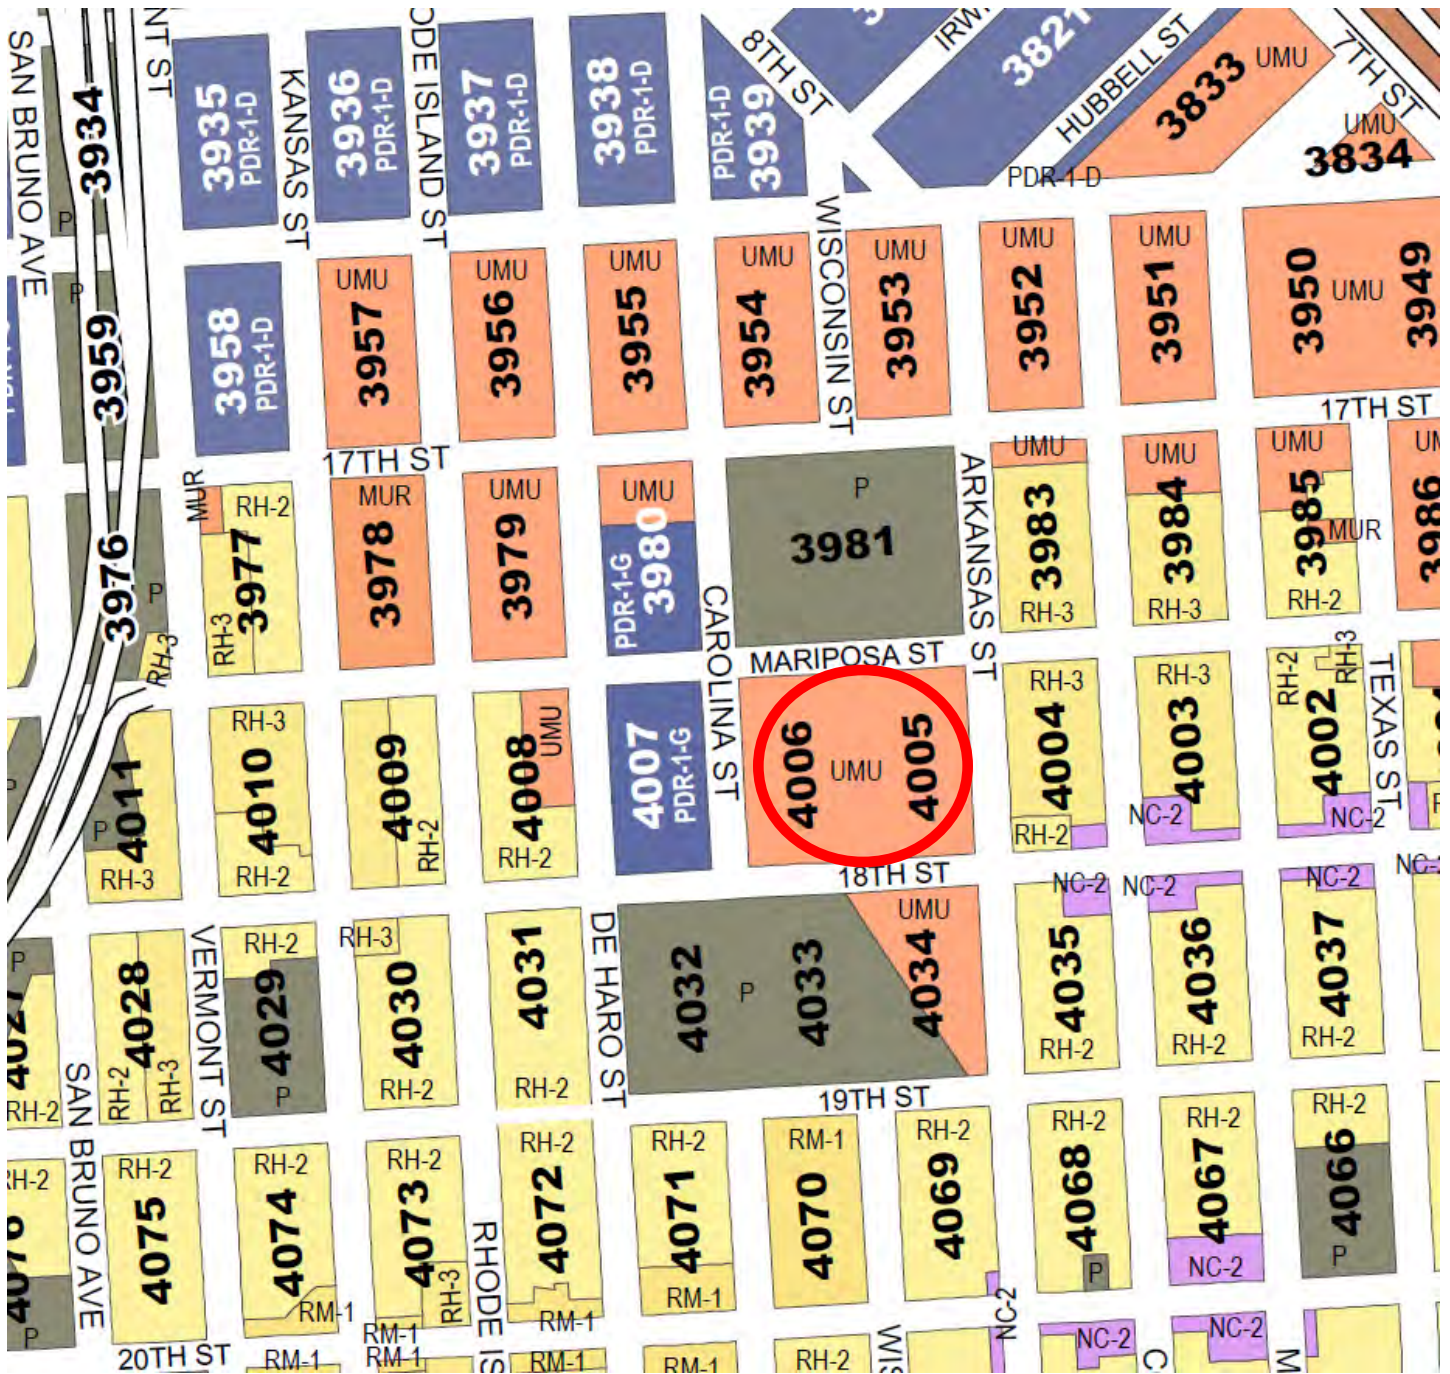 SAN BRUNO AVE
3934
P
NT ST
3935
PDR-1-D
KANSAS ST
3936
PDR-1-D
ODE ISLAND ST
3937
PDR-1-D
3938
PDR-1-D
PDR-1-D
3939
8TH ST
3821
HUBBELL ST
3833
UMU
7TH ST
UMU
3834
PDR-1-D
P
3959
3958
PDR-1-D
UMU
3957
UMU
3956
UMU
3955
UMU
3954
WISCONSIN ST
UMU
3953
UMU
3952
UMU
3951
3950
UMU
3949
17TH ST
17TH ST
3976
P
MUR
RH-2
3977
RH-3
RH-3
MUR
3978
UMU
3979
UMU
3980
PDR-1-G
CAROLINA ST
P
3981
ARKANSAS ST
UMU
3983
RH-3
UMU
3984
RH-3
UMU
3985
MUR
RH-2
3986
MARIPOSA ST
4011
P
RH-3
RH-3
4010
RH-2
4009
RH-2
4008
UMU
RH-2
4007
PDR-1-G
4006
UMU
4005
RH-3
4004
RH-2
RH-3
4003
NC-2
RH-2
RH-3
4002
NC-2
TEXAS ST
18TH ST
P
RH-2
4028
RH-2
RH-3
VERMONT ST
RH-2
4029
P
RH-3
4030
RH-2
4031
RH-2
DE HARO ST
4032
P
4033
UMU
4034
NC-2
4035
RH-2
NC-2
4036
RH-2
NC-2
4037
RH-2
NC-2
19TH ST
SAN BRUNO AVE
RH-2
P
RH-2
4075
RH-2
4074
RM-1
RH-2
4073
RH-3
RM-1
RHODE IS
RH-2
4072
RM-1
RH-2
4071
RM-1
RM-1
4070
RH-2
4069
NC-2
RH-2
4068
P
RH-2
4067
NC-2
RH-2
4066
P
20TH ST
RM-1
RM-1
RM-1
RM-1
RH-2
WIS
NC-2
C
NC-2
M